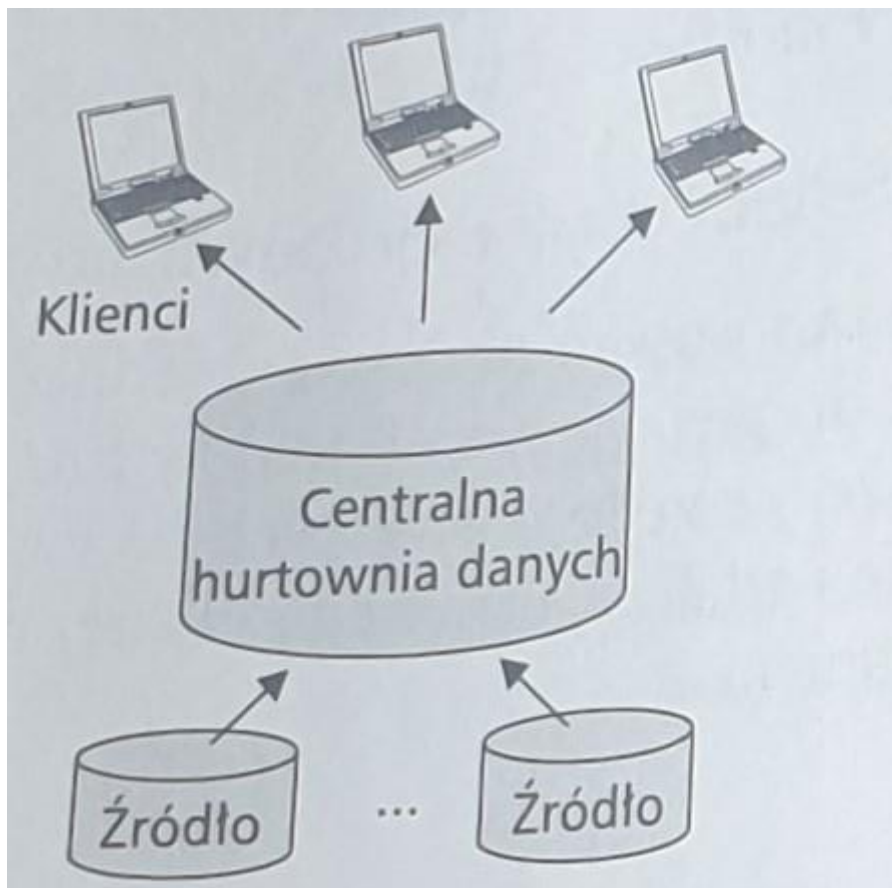 Klienci
Centralna
hurtownia danych
Źródło
...
Źródło